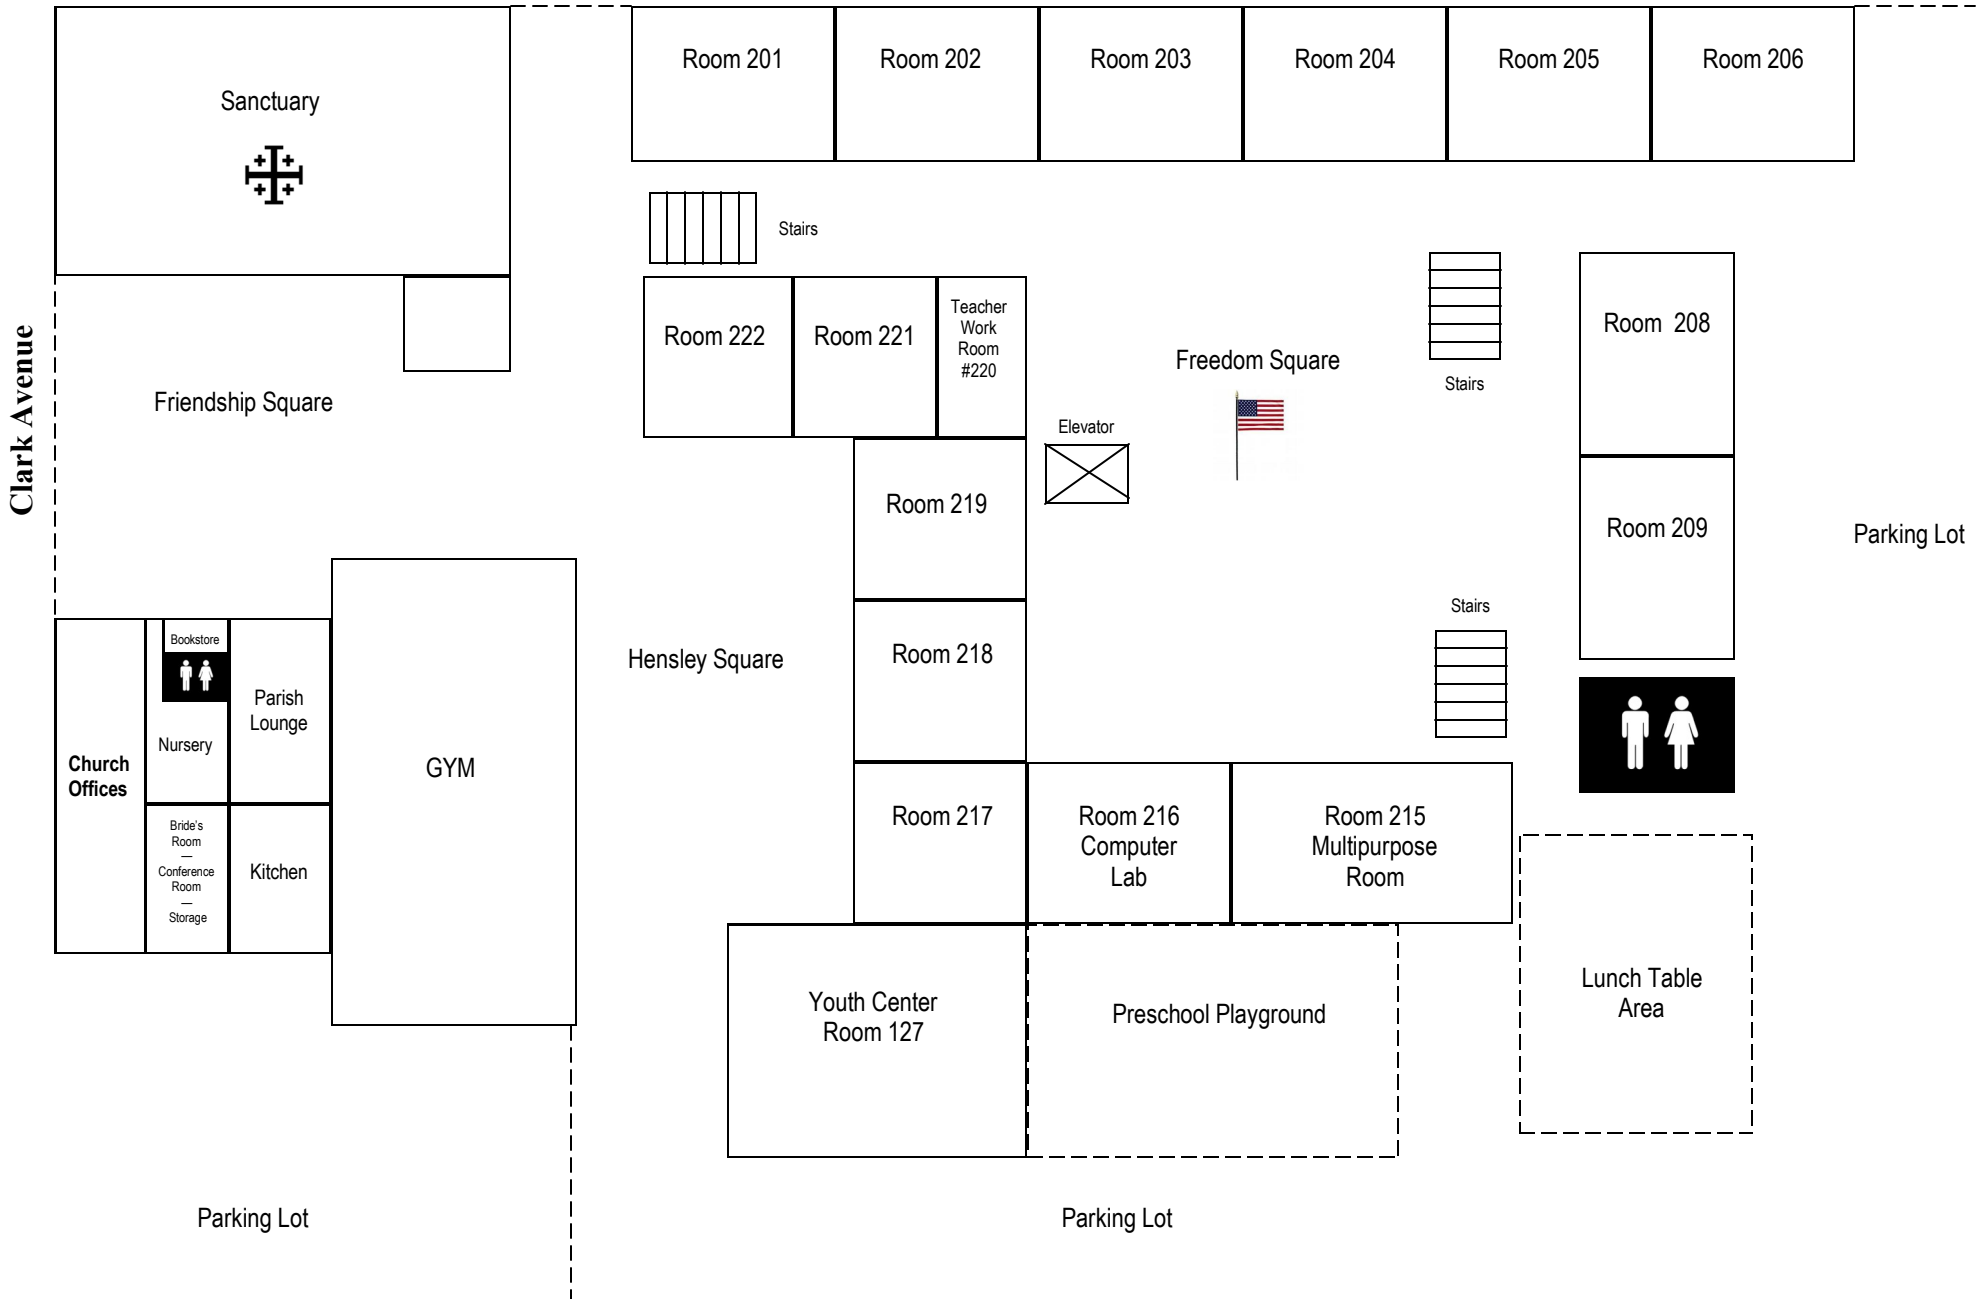 Room 201
Room 202
Room 203
Room 204
Room 205
Room 206
Sanctuary
Stairs
Clark Avenue
Friendship Square
Room 222
Room 221
Teacher
Work
Room
#220
Freedom Square
Stairs
Room 208
Elevator
Room 219
Room 209
Parking Lot
Stairs
Bookstore
Hensley Square
Room 218
Parish
Lounge
Nursery
Church
Offices
GYM
Bride's
Room
—
Conference
Room
—
Storage
Kitchen
Room 217
Room 216
Computer
Lab
Room 215
Multipurpose
Room
Youth Center
Room 127
Preschool Playground
Lunch Table
Area
Parking Lot
Parking Lot